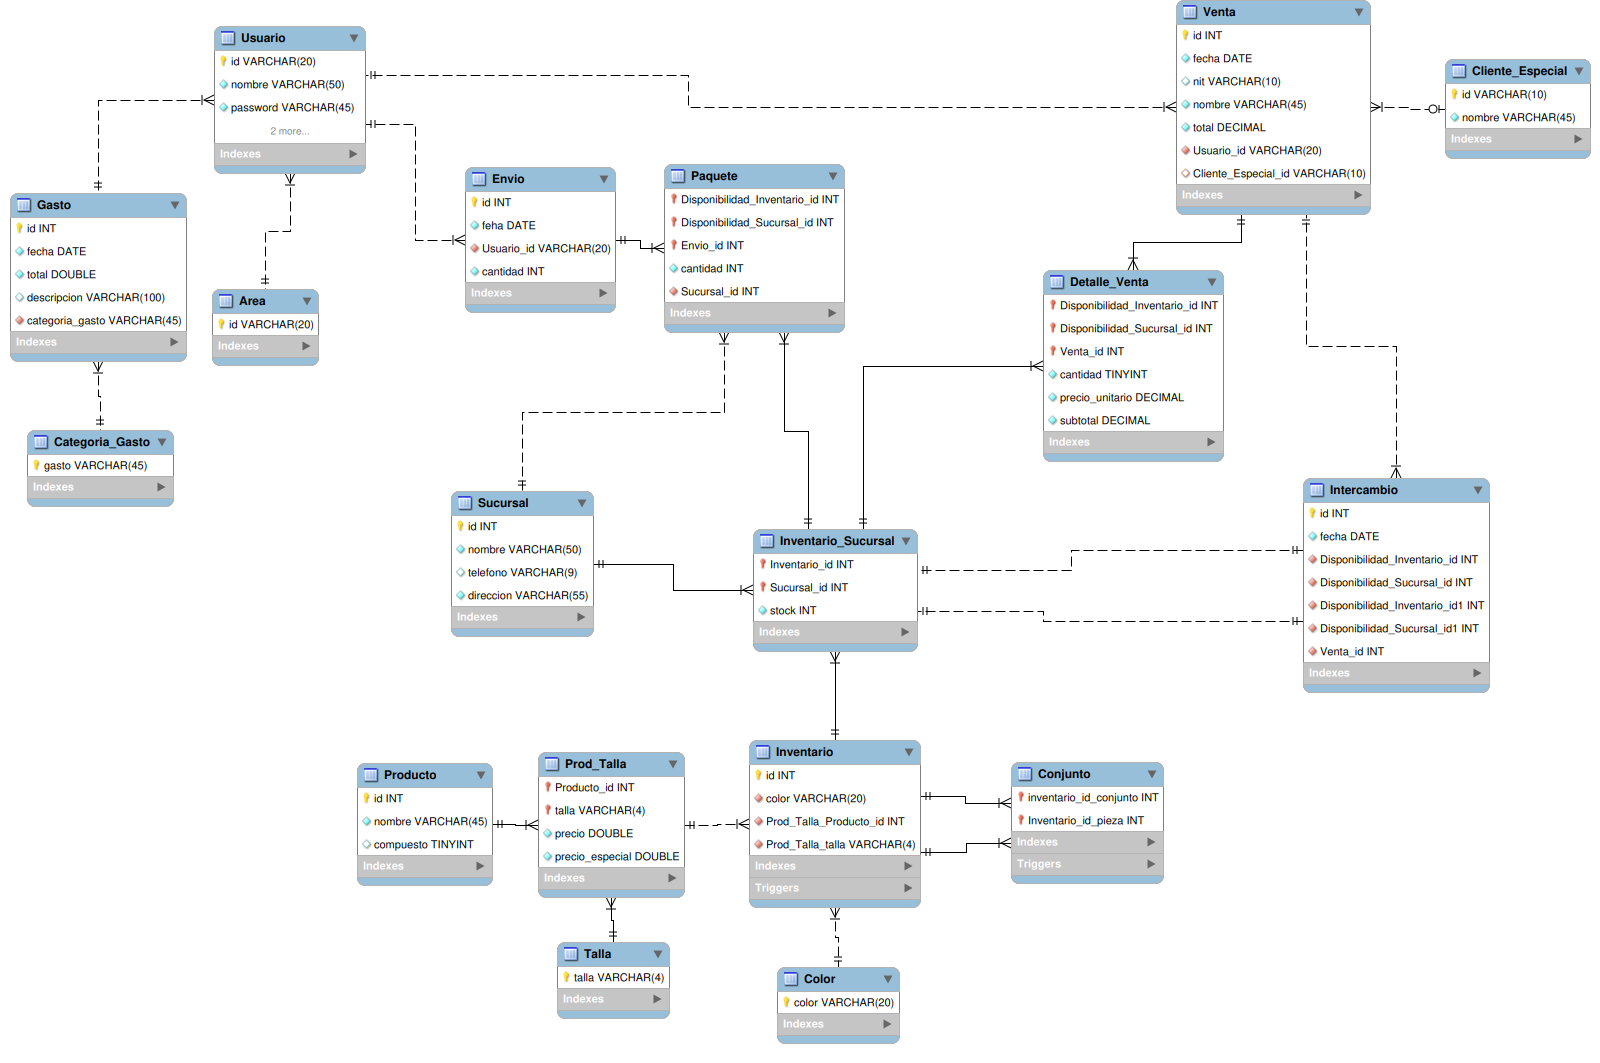 Usuario
id VARCHAR(20)
nombre VARCHAR(50)
password VARCHAR(45)
2 more...
Indexes
Venta
id INT
fecha DATE
nit VARCHAR(10)
nombre VARCHAR(45)
total DECIMAL
Usuario_id VARCHAR(20)
Cliente_Especial_id VARCHAR(10)
Indexes
Cliente_Especial
id VARCHAR(10)
nombre VARCHAR(45)
Indexes
Gasto
id INT
fecha DATE
total DOUBLE
descripcion VARCHAR(100)
categoria_gasto VARCHAR(45)
Indexes
Area
id VARCHAR(20)
Indexes
Envio
id INT
feha DATE
Usuario_id VARCHAR(20)
cantidad INT
Indexes
Paquete
Disponibilidad_Inventario_id INT
Disponibilidad_Sucursal_id INT
Envio_id INT
cantidad INT
Sucursal_id INT
Indexes
Detalle_Venta
Disponibilidad_Inventario_id INT
Disponibilidad_Sucursal_id INT
Venta_id INT
cantidad TINYINT
precio_unitario DECIMAL
subtotal DECIMAL
Indexes
Categoria_Gasto
gasto VARCHAR(45)
Indexes
Sucursal
id INT
nombre VARCHAR(50)
telefono VARCHAR(9)
direccion VARCHAR(55)
Indexes
Inventario_Sucursal
Inventario_id INT
Sucursal_id INT
stock INT
Indexes
Intercambio
id INT
fecha DATE
Disponibilidad_Inventario_id INT
Disponibilidad_Sucursal_id INT
Disponibilidad_Inventario_id1 INT
Disponibilidad_Sucursal_id1 INT
Venta_id INT
Indexes
Producto
id INT
nombre VARCHAR(45)
compuesto TINYINT
Indexes
Prod_Talla
Producto_id INT
talla VARCHAR(4)
precio DOUBLE
precio_especial DOUBLE
Indexes
Inventario
id INT
color VARCHAR(20)
Prod_Talla_Producto_id INT
Prod_Talla_talla VARCHAR(4)
Indexes
Triggers
Conjunto
inventario_id_conjunto INT
Inventario_id_pieza INT
Indexes
Triggers
Talla
talla VARCHAR(4)
Indexes
Color
color VARCHAR(20)
Indexes